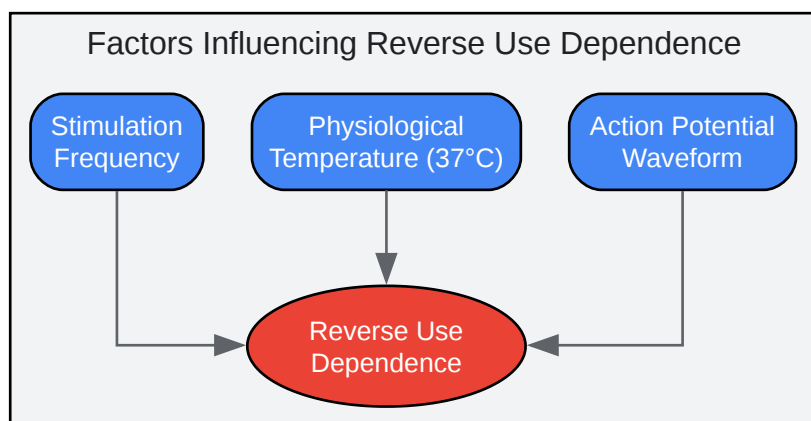 Factors Influencing Reverse Use Dependence
Stimulation
Frequency
Physiological
Temperature (37°C)
Action Potential
Waveform
Reverse Use
Dependence